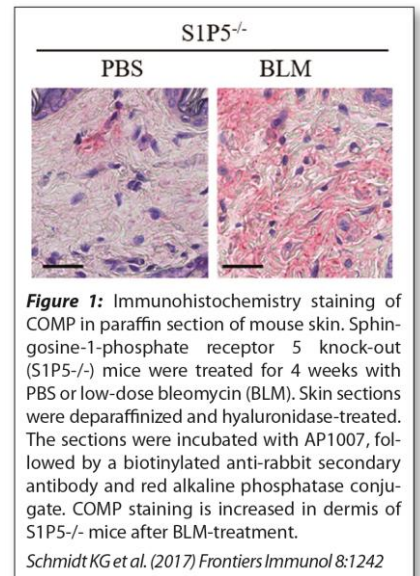 S1P5-/-
PBS BLM
Figure 1: Immunohistochemistry staining of
COMP in paraffin section of mouse skin. Sphin-
gosine-1-phosphate receptor 5 knock-out
(S1P5-/-) mice were treated for 4 weeks with
PBS or low-dose bleomycin (BLM). Skin sections
were deparaffinized and hyaluronidase-treated.
The sections were incubated with AP1007, fol-
lowed by a biotinylated anti-rabbit secondary
antibody and red alkaline phosphatase conju-
gate. COMP staining is increased in dermis of
S1P5-/- mice after BLM-treatment.
Schmidt KG et al. (2017) Frontiers Immunol 8:1242